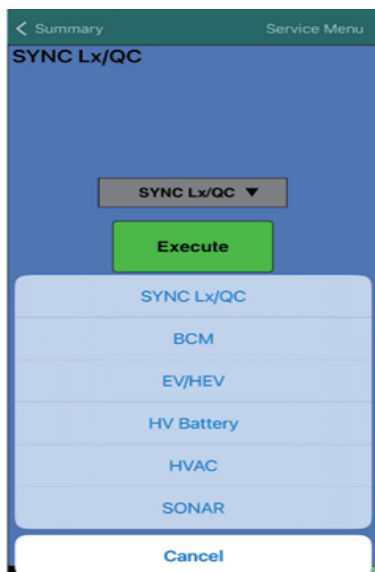 < Summary Service Menu
SYNC Lx/QC
SYNC Lx/QC ▼
Execute
SYNC Lx/QC
BCM
EV/HEV
HV Battery
HVAC
SONAR
Cancel